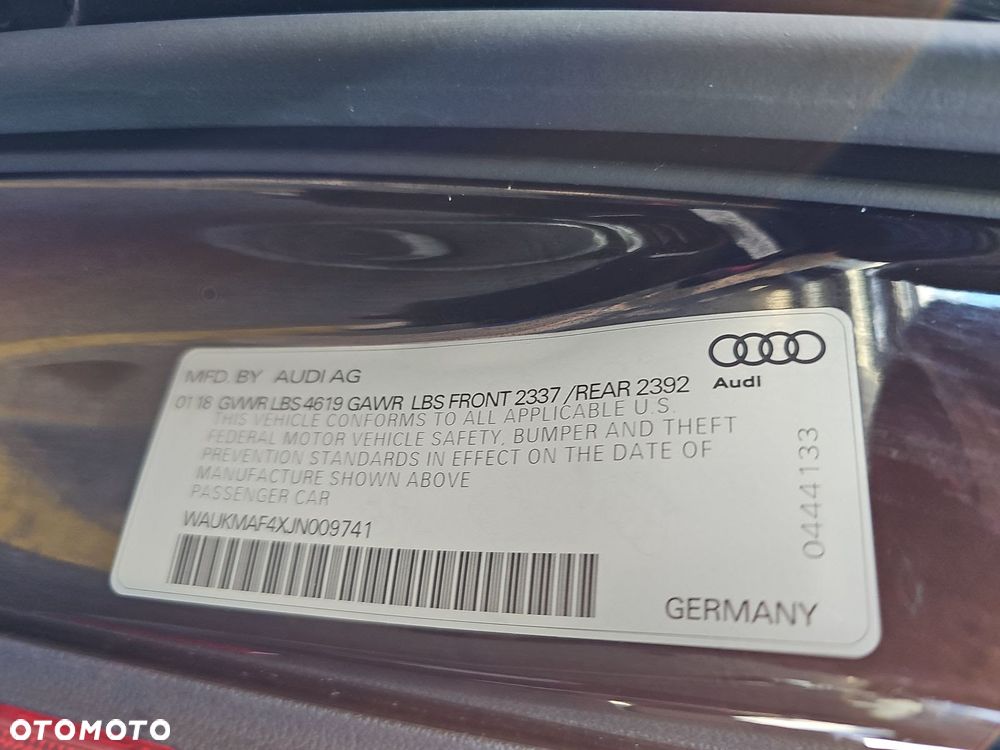 MFD. BY AUDI AG
Audi
01 18 GVWR LBS 4619 GAWR LBS FRONT 2337 /REAR 2392
THIS VEHICLE CONFORMS TO ALL APPLICABLE U.S.
FEDERAL MOTOR VEHICLE SAFETY, BUMPER AND THEFT
PREVENTION STANDARDS IN EFFECT ON THE DATE OF
MANUFACTURE SHOWN ABOVE
PASSENGER CAR
WAUKMAF4XJN009741
0444133
GERMANY
OTOMOTO